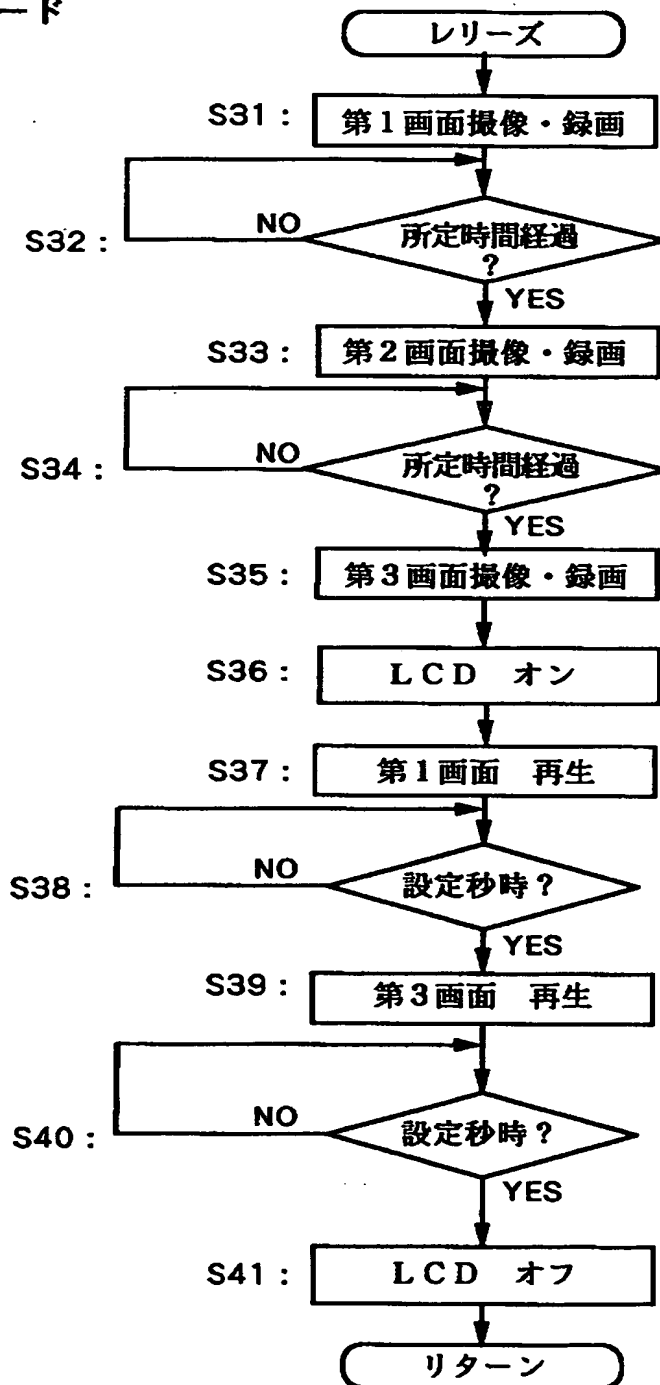 ード
レリーズ
S31: 第1画面撮像・録画
S32: NO 所定時間経過
?
YES
S33: 第2画面撮像・録画
S34: NO 所定時間経過
?
YES
S35: 第3画面撮像・録画
S36: LCD オン
S37: 第1画面 再生
S38: NO 設定秒時?
YES
S39: 第3画面 再生
S40: NO 設定秒時?
YES
S41: LCD オフ
リターン